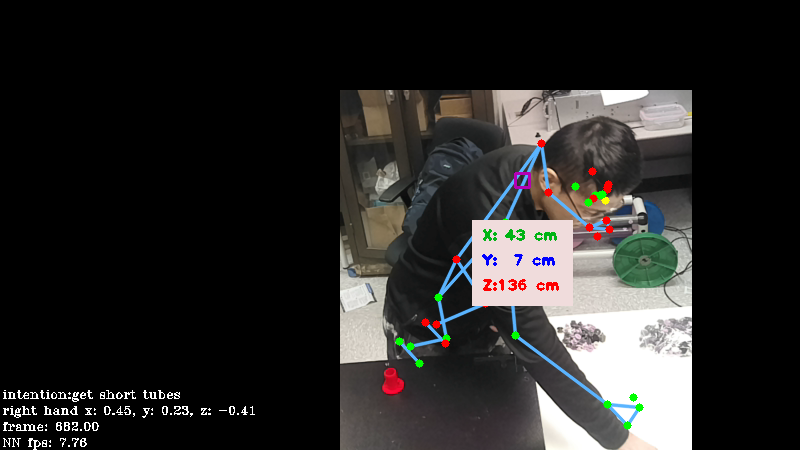 X: 43 cm
Y: 7 cm
Z:136 cm
intention:get short tubes
right hand x: 0.45, y: 0.23, z: -0.41
frame: 682.00
NN fps: 7.76